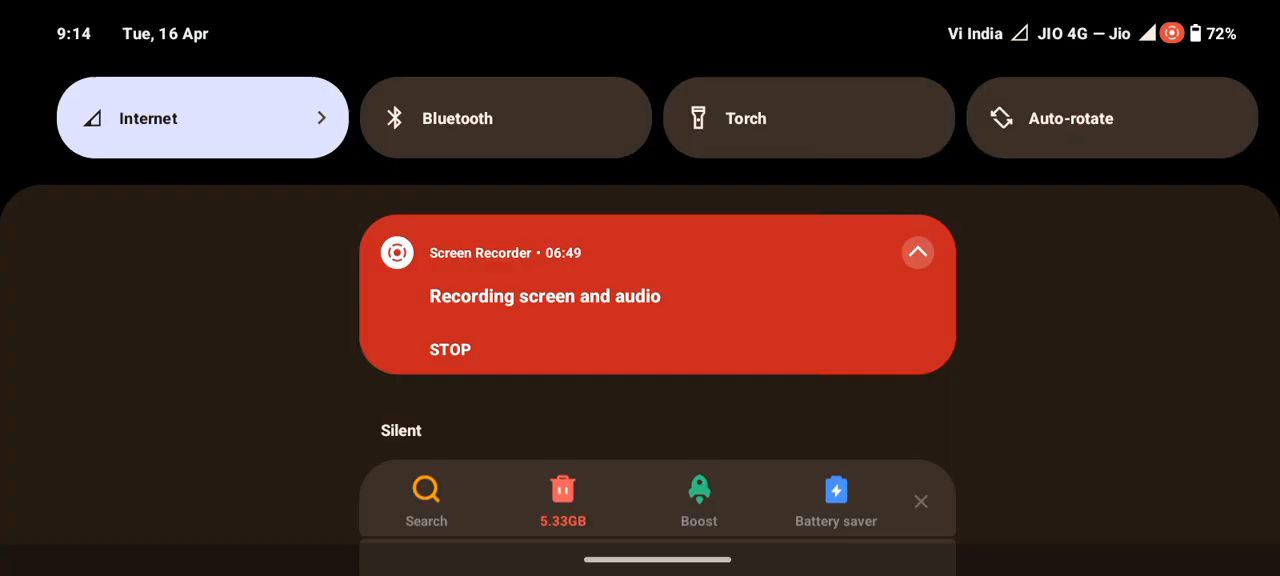 9:14 Tue, 16 Apr Vi India JIO 4G — Jio 72%
Internet Bluetooth Torch Auto-rotate
Screen Recorder • 06:49
Recording screen and audio
STOP
Silent
Search 5.33GB Boost Battery saver